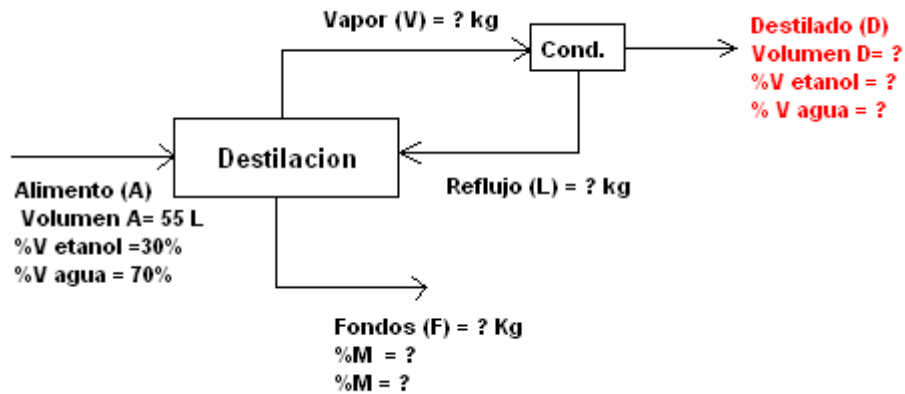 Vapor (V) = ? kg
Cond.
Destilado (D)
Volumen D= ?
%V etanol = ?
% V agua = ?
Destilacion
Reflujo (L) = ? kg
Alimento (A)
Volumen A= 55 L
%V etanol =30%
%V agua = 70%
Fondos (F) = ? Kg
%M = ?
%M = ?